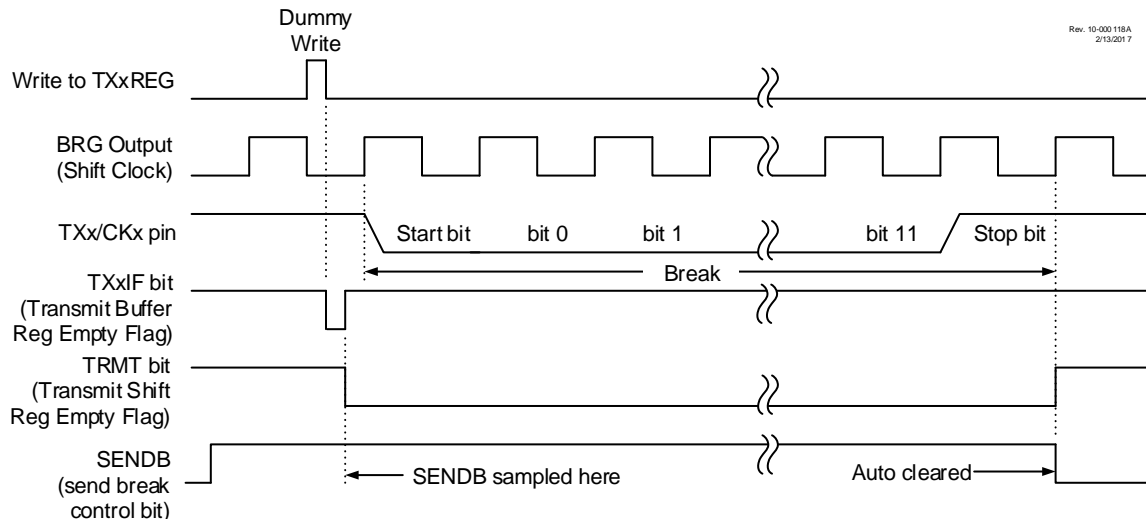 Dummy
Write
Rev. 10-000118A
2/13/2017
Write to TXxREG
BRG Output
(Shift Clock)
TXx/CKx pin
Start bit
bit 0
bit 1
bit 11
Stop bit
Break
TXxIF bit
(Transmit Buffer
Reg Empty Flag)
TRMT bit
(Transmit Shift
Reg Empty Flag)
SENDB
(send break
control bit)
SENDB sampled here
Auto cleared